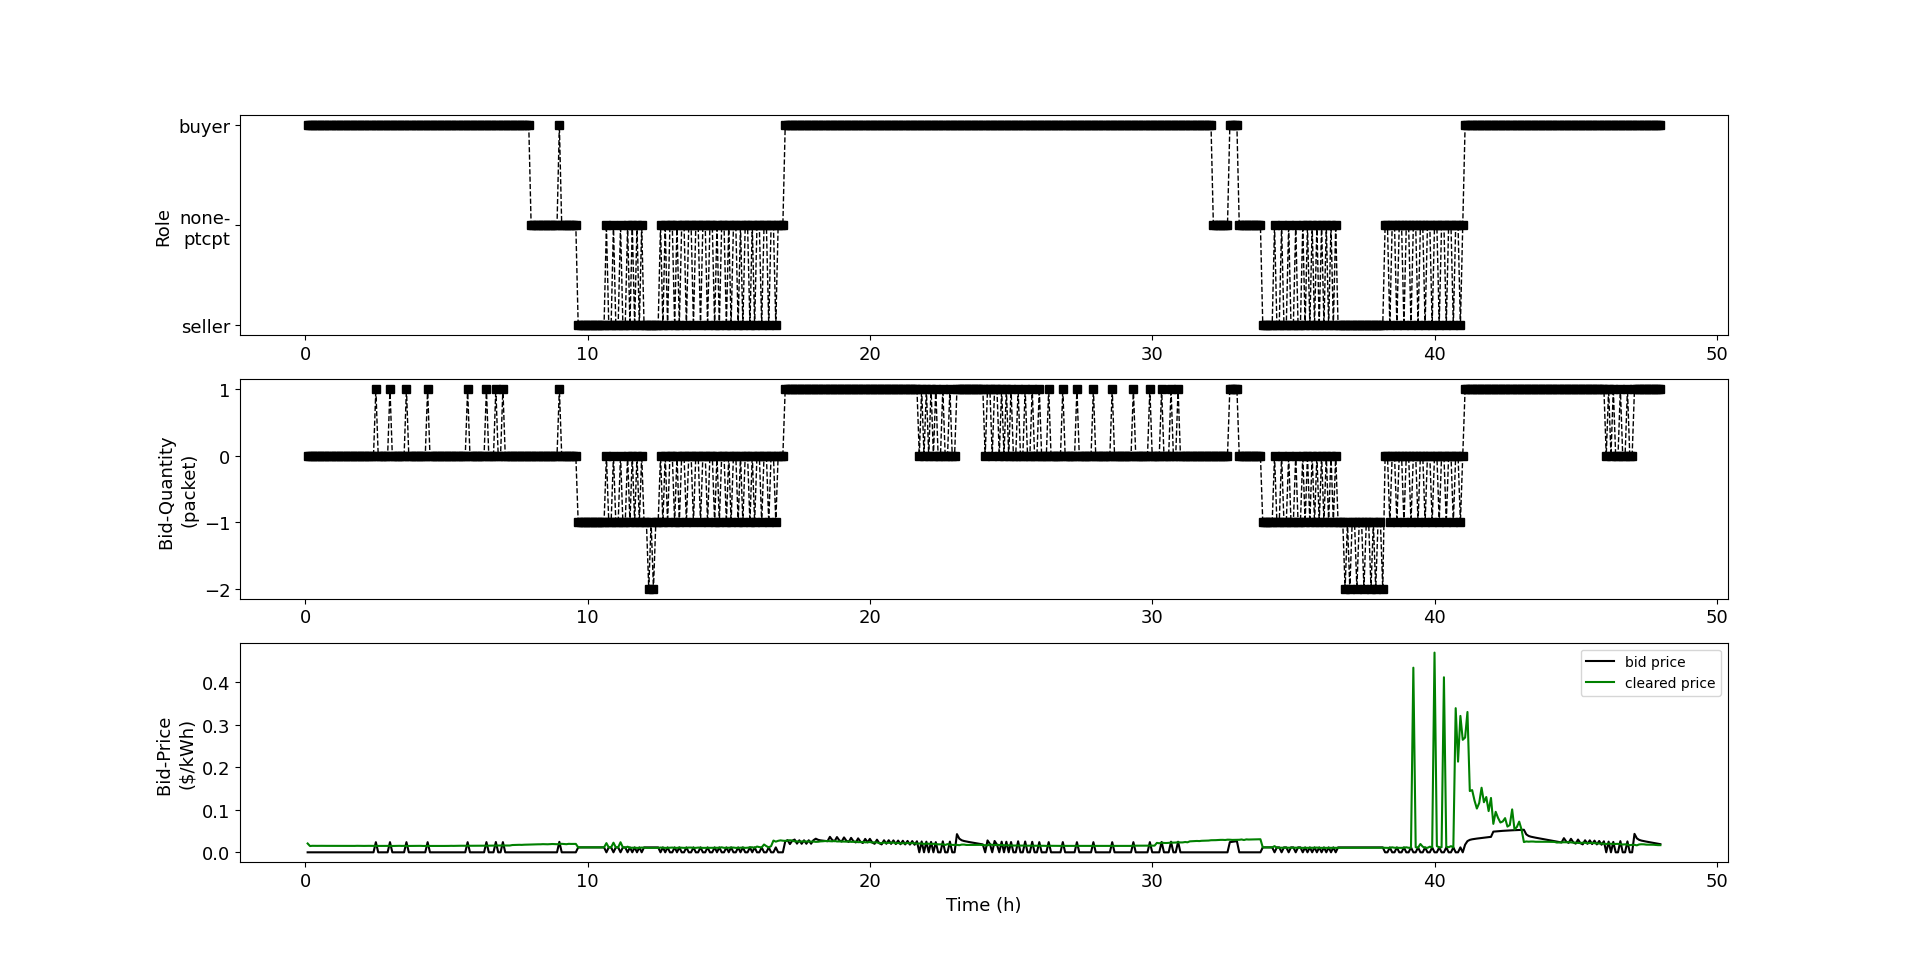 Role
buyer
none-
ptcpt
seller
0 10 20 30 40 50
Bid-Quantity
(packet)
1
0
−1
−2
0 10 20 30 40 50
Bid-Price
($/kWh)
0.4
0.3
0.2
0.1
0.0
bid price
cleared price
0 10 20 30 40 50
Time (h)